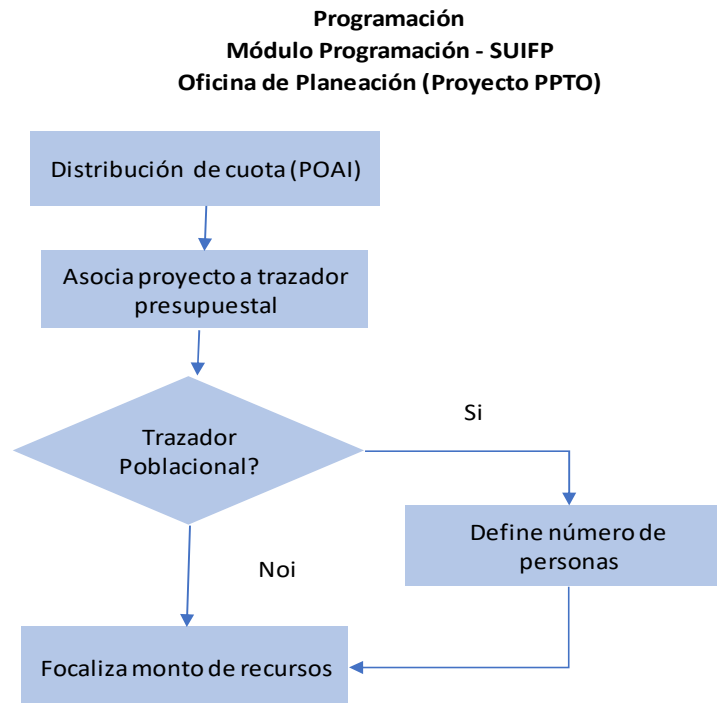 Programación
Módulo Programación - SUIFP
Oficina de Planeación (Proyecto PPTO)
Distribución de cuota (POAI)
Asocia proyecto a trazador
presupuestal
Trazador
Poblacional?
Si
Define número de
personas
Noi
Focaliza monto de recursos